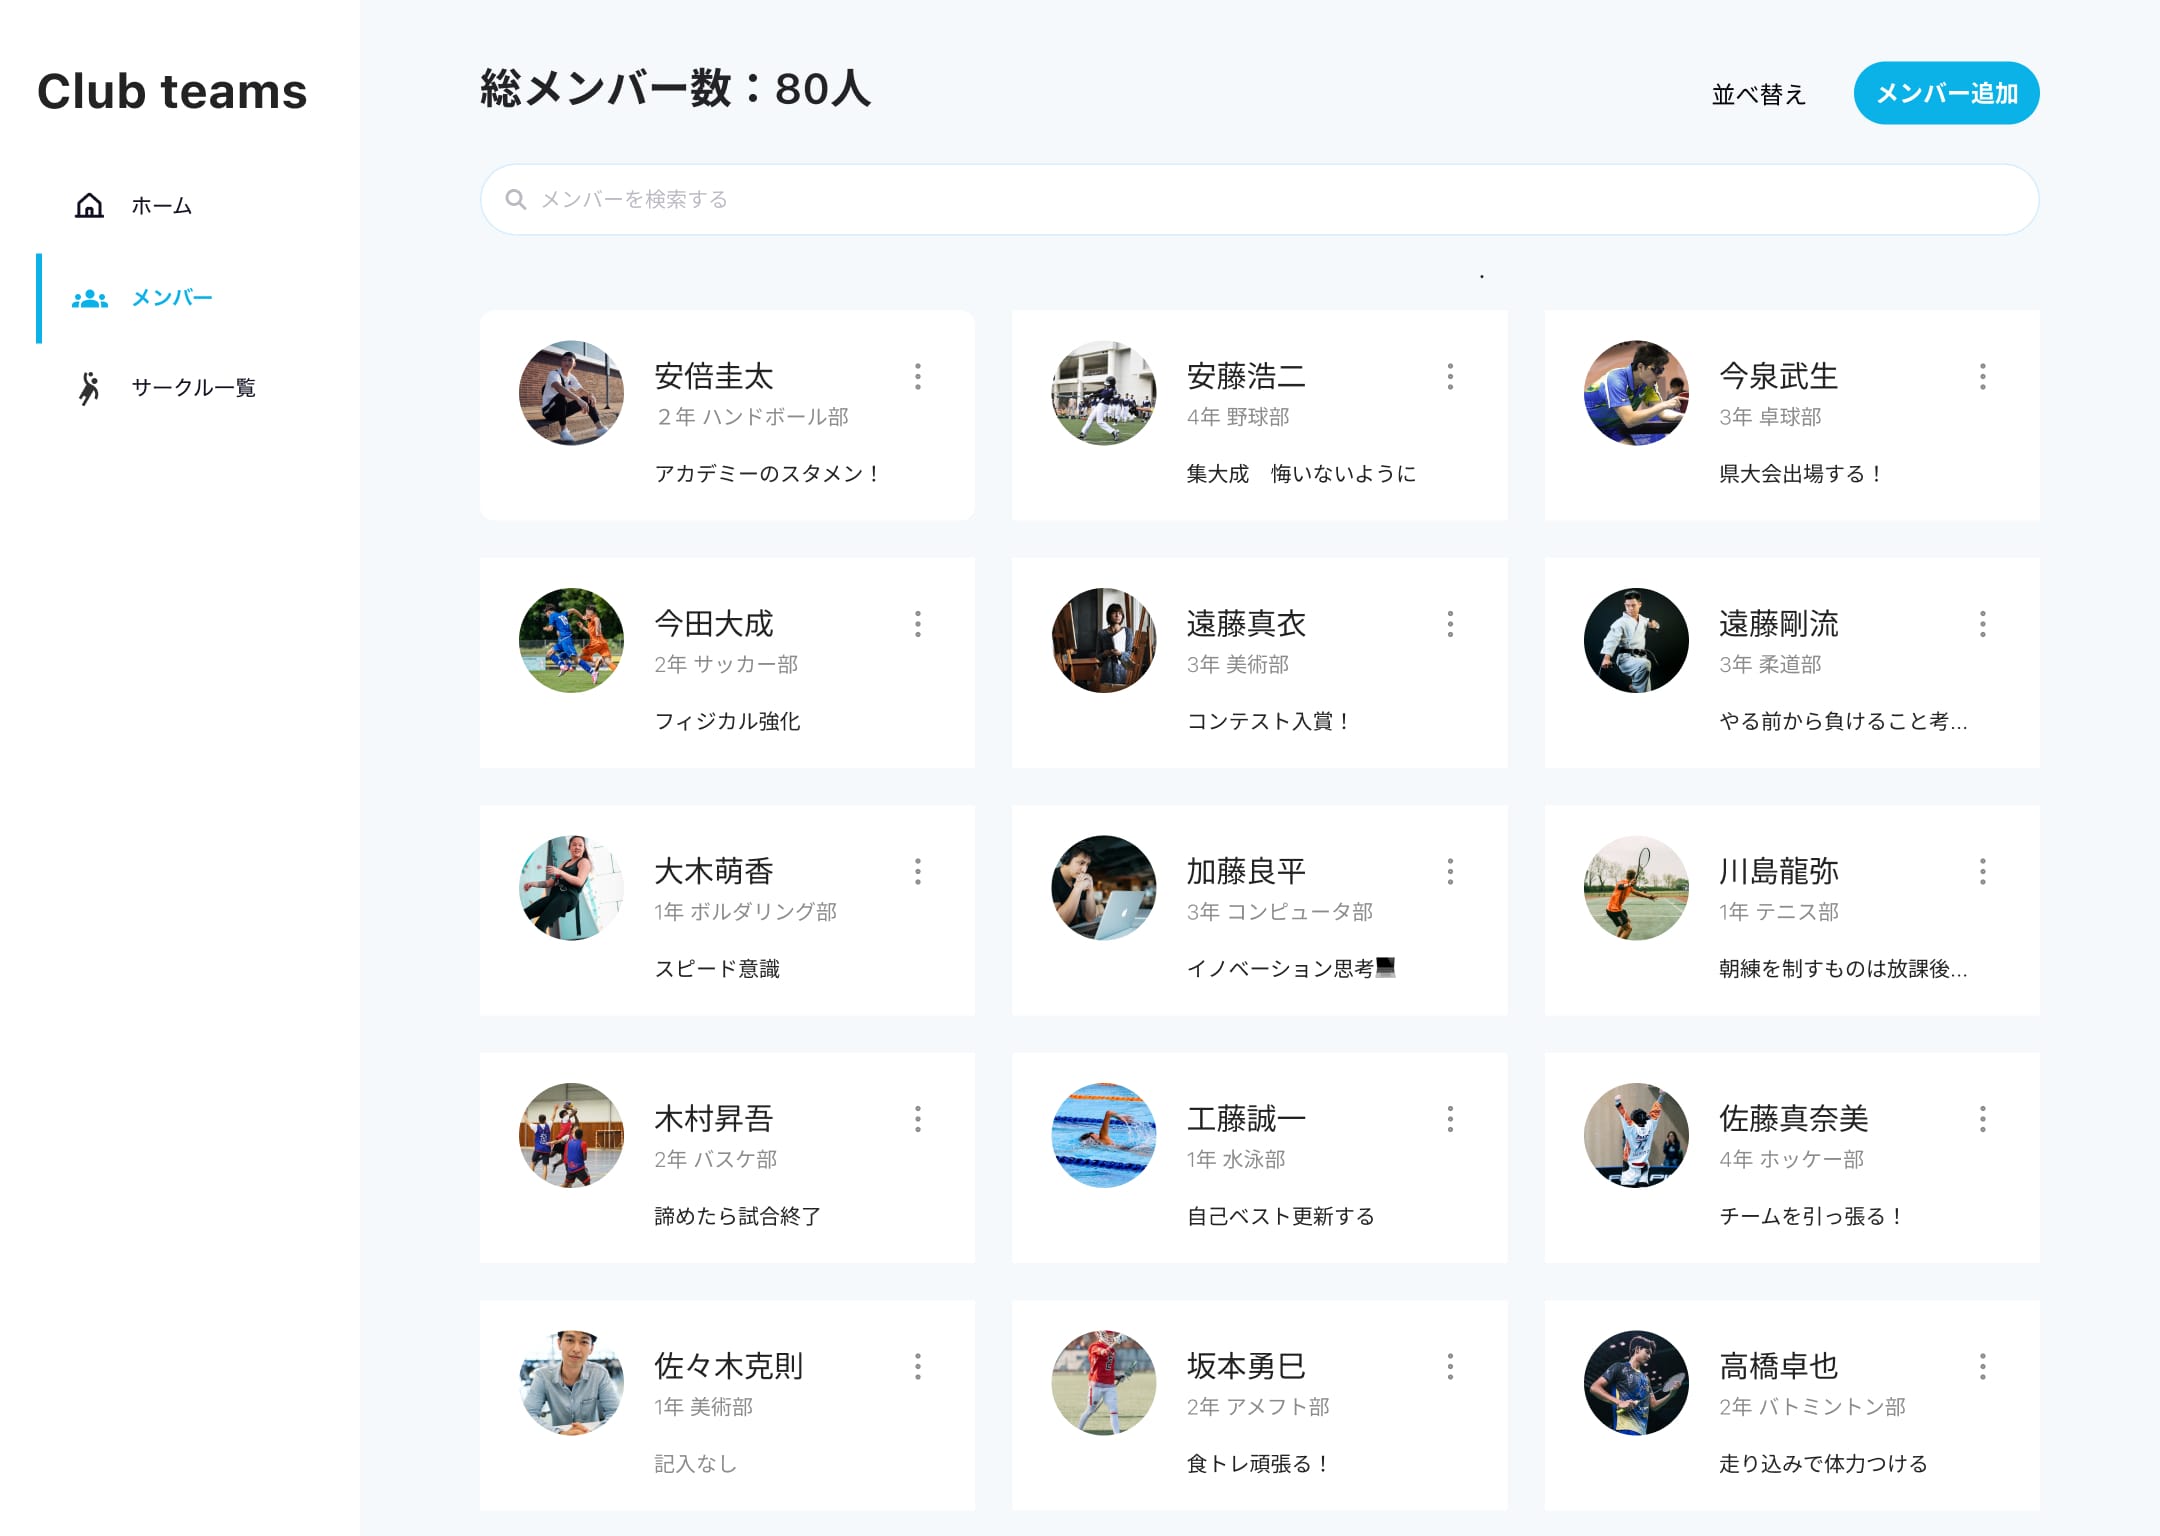 Club teams
ホーム
メンバー
サークル一覧
総メンバー数：80人
並べ替え
メンバー追加
メンバーを検索する
安倍圭太
２年 ハンドボール部
アカデミーのスタメン！
安藤浩二
4年 野球部
集大成　悔いないように
今泉武生
3年 卓球部
県大会出場する！
今田大成
2年 サッカー部
フィジカル強化
遠藤真衣
3年 美術部
コンテスト入賞！
遠藤剛流
3年 柔道部
やる前から負けること考...
大木萌香
1年 ボルダリング部
スピード意識
加藤良平
3年 コンピュータ部
イノベーション思考💻
川島龍弥
1年 テニス部
朝練を制すものは放課後...
木村昇吾
2年 バスケ部
諦めたら試合終了
工藤誠一
1年 水泳部
自己ベスト更新する
佐藤真奈美
4年 ホッケー部
チームを引っ張る！
佐々木克則
1年 美術部
記入なし
坂本勇巳
2年 アメフト部
食トレ頑張る！
高橋卓也
2年 バトミントン部
走り込みで体力つける